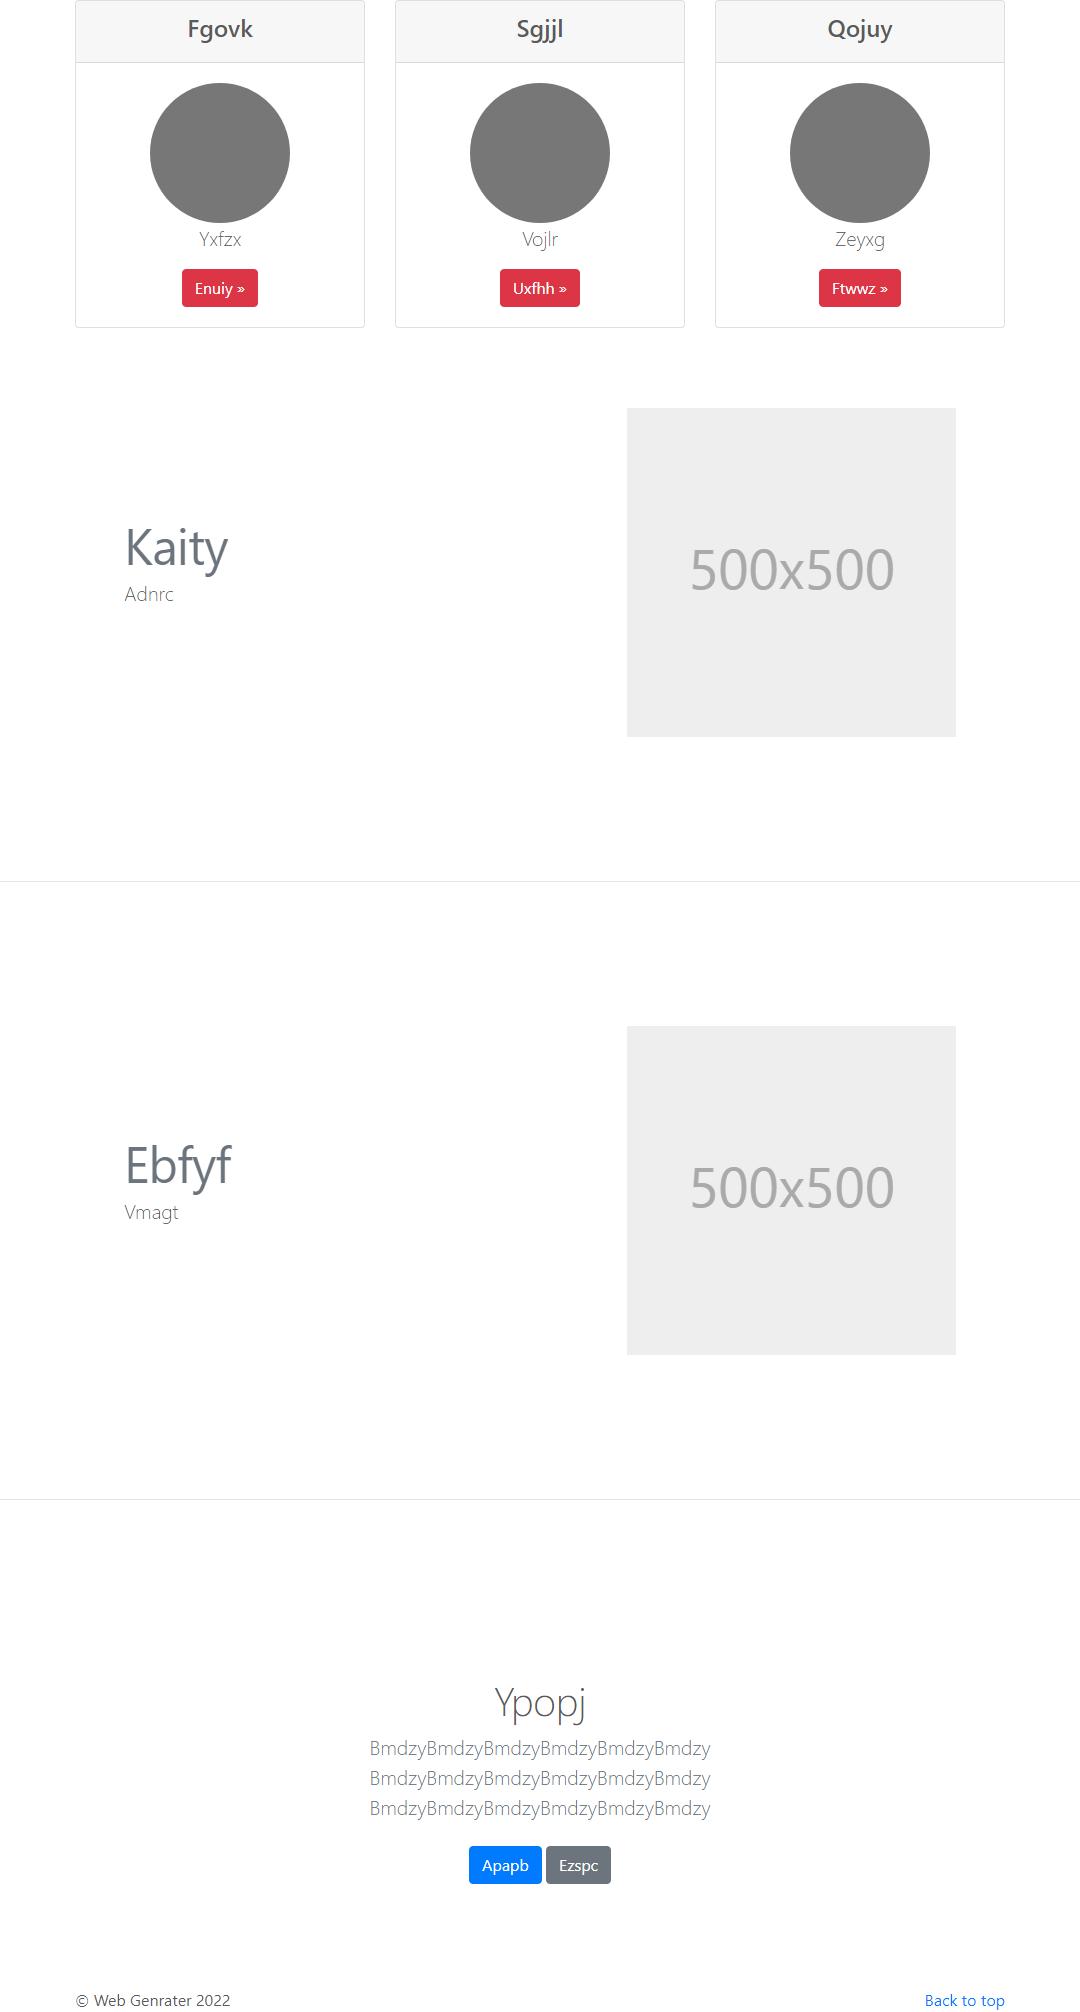 Fgovk
Sgjjl
Qojuy
Yxfzx
Vojlr
Zeyxg
Enuiy »
Uxfhh »
Ftwwz »
Kaity
Adnrc
500x500
Ebfyf
Vmagt
500x500
Ypopj
BmdzyBmdzyBmdzyBmdzyBmdzyBmdzy
BmdzyBmdzyBmdzyBmdzyBmdzyBmdzy
BmdzyBmdzyBmdzyBmdzyBmdzyBmdzy
Apapb
Ezspc
© Web Genrater 2022
Back to top